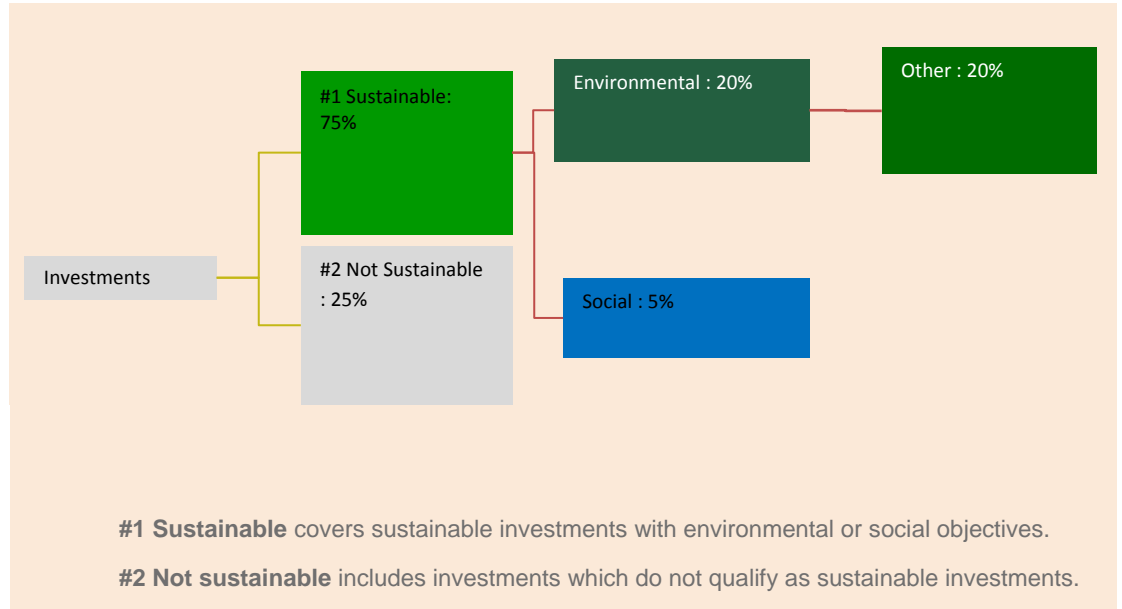 #1 Sustainable:
75%
Environmental : 20%
Other : 20%
Investments
#2 Not Sustainable
: 25%
Social : 5%
#1 Sustainable covers sustainable investments with environmental or social objectives.
#2 Not sustainable includes investments which do not qualify as sustainable investments.